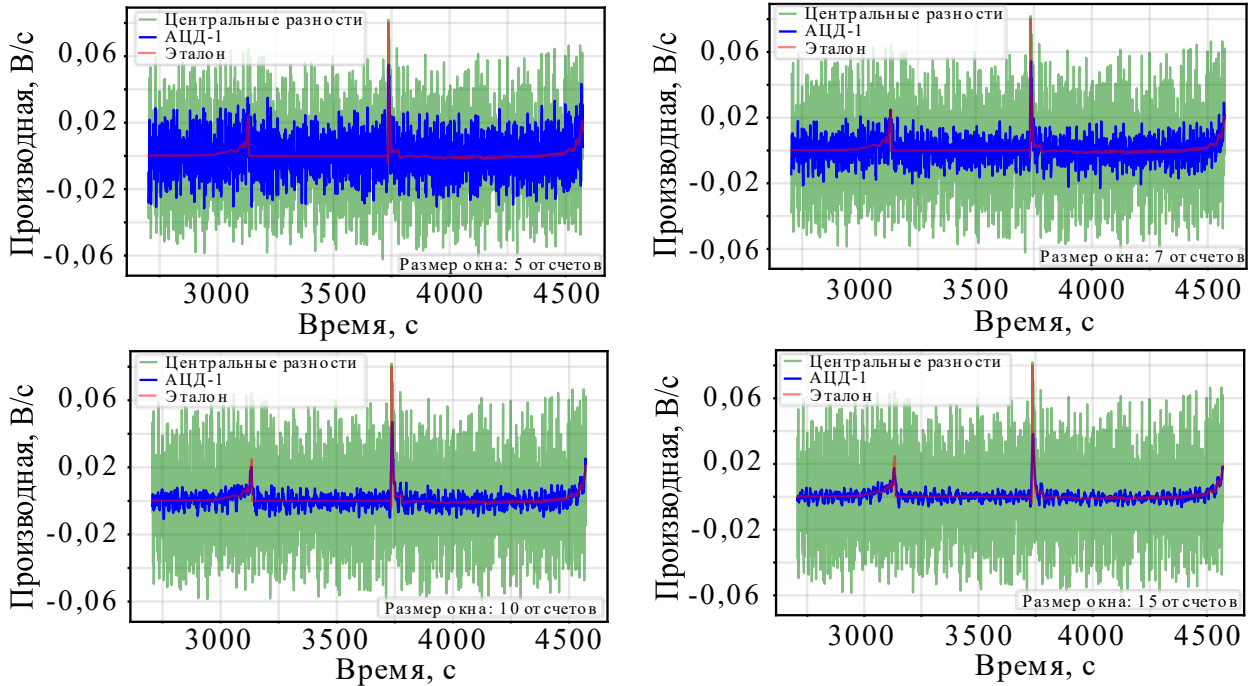 Центральные разности
АЦД-1
Эталон
0,06
0,02
-0,02
-0,06
Производная, В/с
Размер окна: 5 отсчетов
3000 3500 4000 4500
Время, с
Центральные разности
АЦД-1
Эталон
0,06
0,02
-0,02
-0,06
Производная, В/с
Размер окна: 7 отсчетов
3000 3500 4000 4500
Время, с
Центральные разности
АЦД-1
Эталон
0,06
0,02
-0,02
-0,06
Производная, В/с
Размер окна: 10 отсчетов
3000 3500 4000 4500
Время, с
Центральные разности
АЦД-1
Эталон
0,06
0,02
-0,02
-0,06
Производная, В/с
Размер окна: 15 отсчетов
3000 3500 4000 4500
Время, с